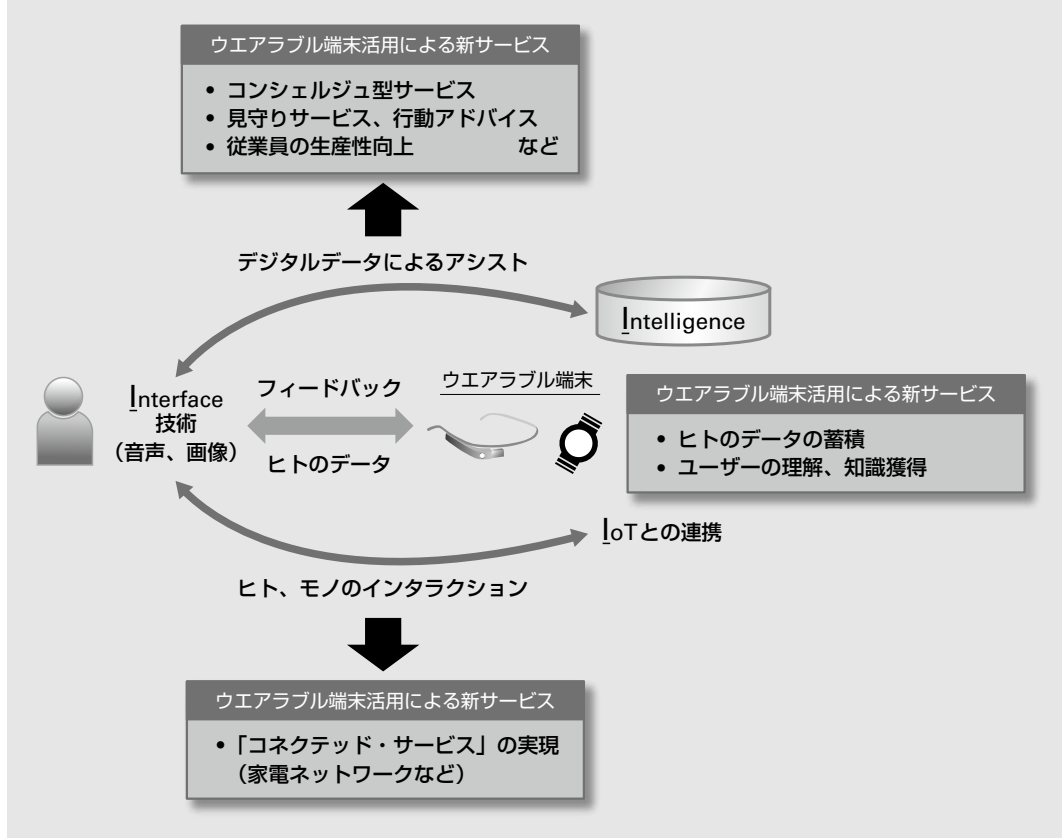 ウエアラブル端末活用による新サービス
• コンシェルジュ型サービス
• 見守りサービス、行動アドバイス
• 従業員の生産性向上 など
デジタルデータによるアシスト
Intelligence
Interface
技術
(音声、画像)
フィードバック
ヒトのデータ
ウエアラブル端末
ウエアラブル端末活用による新サービス
• ヒトのデータの蓄積
• ユーザーの理解、知識獲得
IoTとの連携
ヒト、モノのインタラクション
ウエアラブル端末活用による新サービス
• 「コネクテッド・サービス」の実現
(家電ネットワークなど)